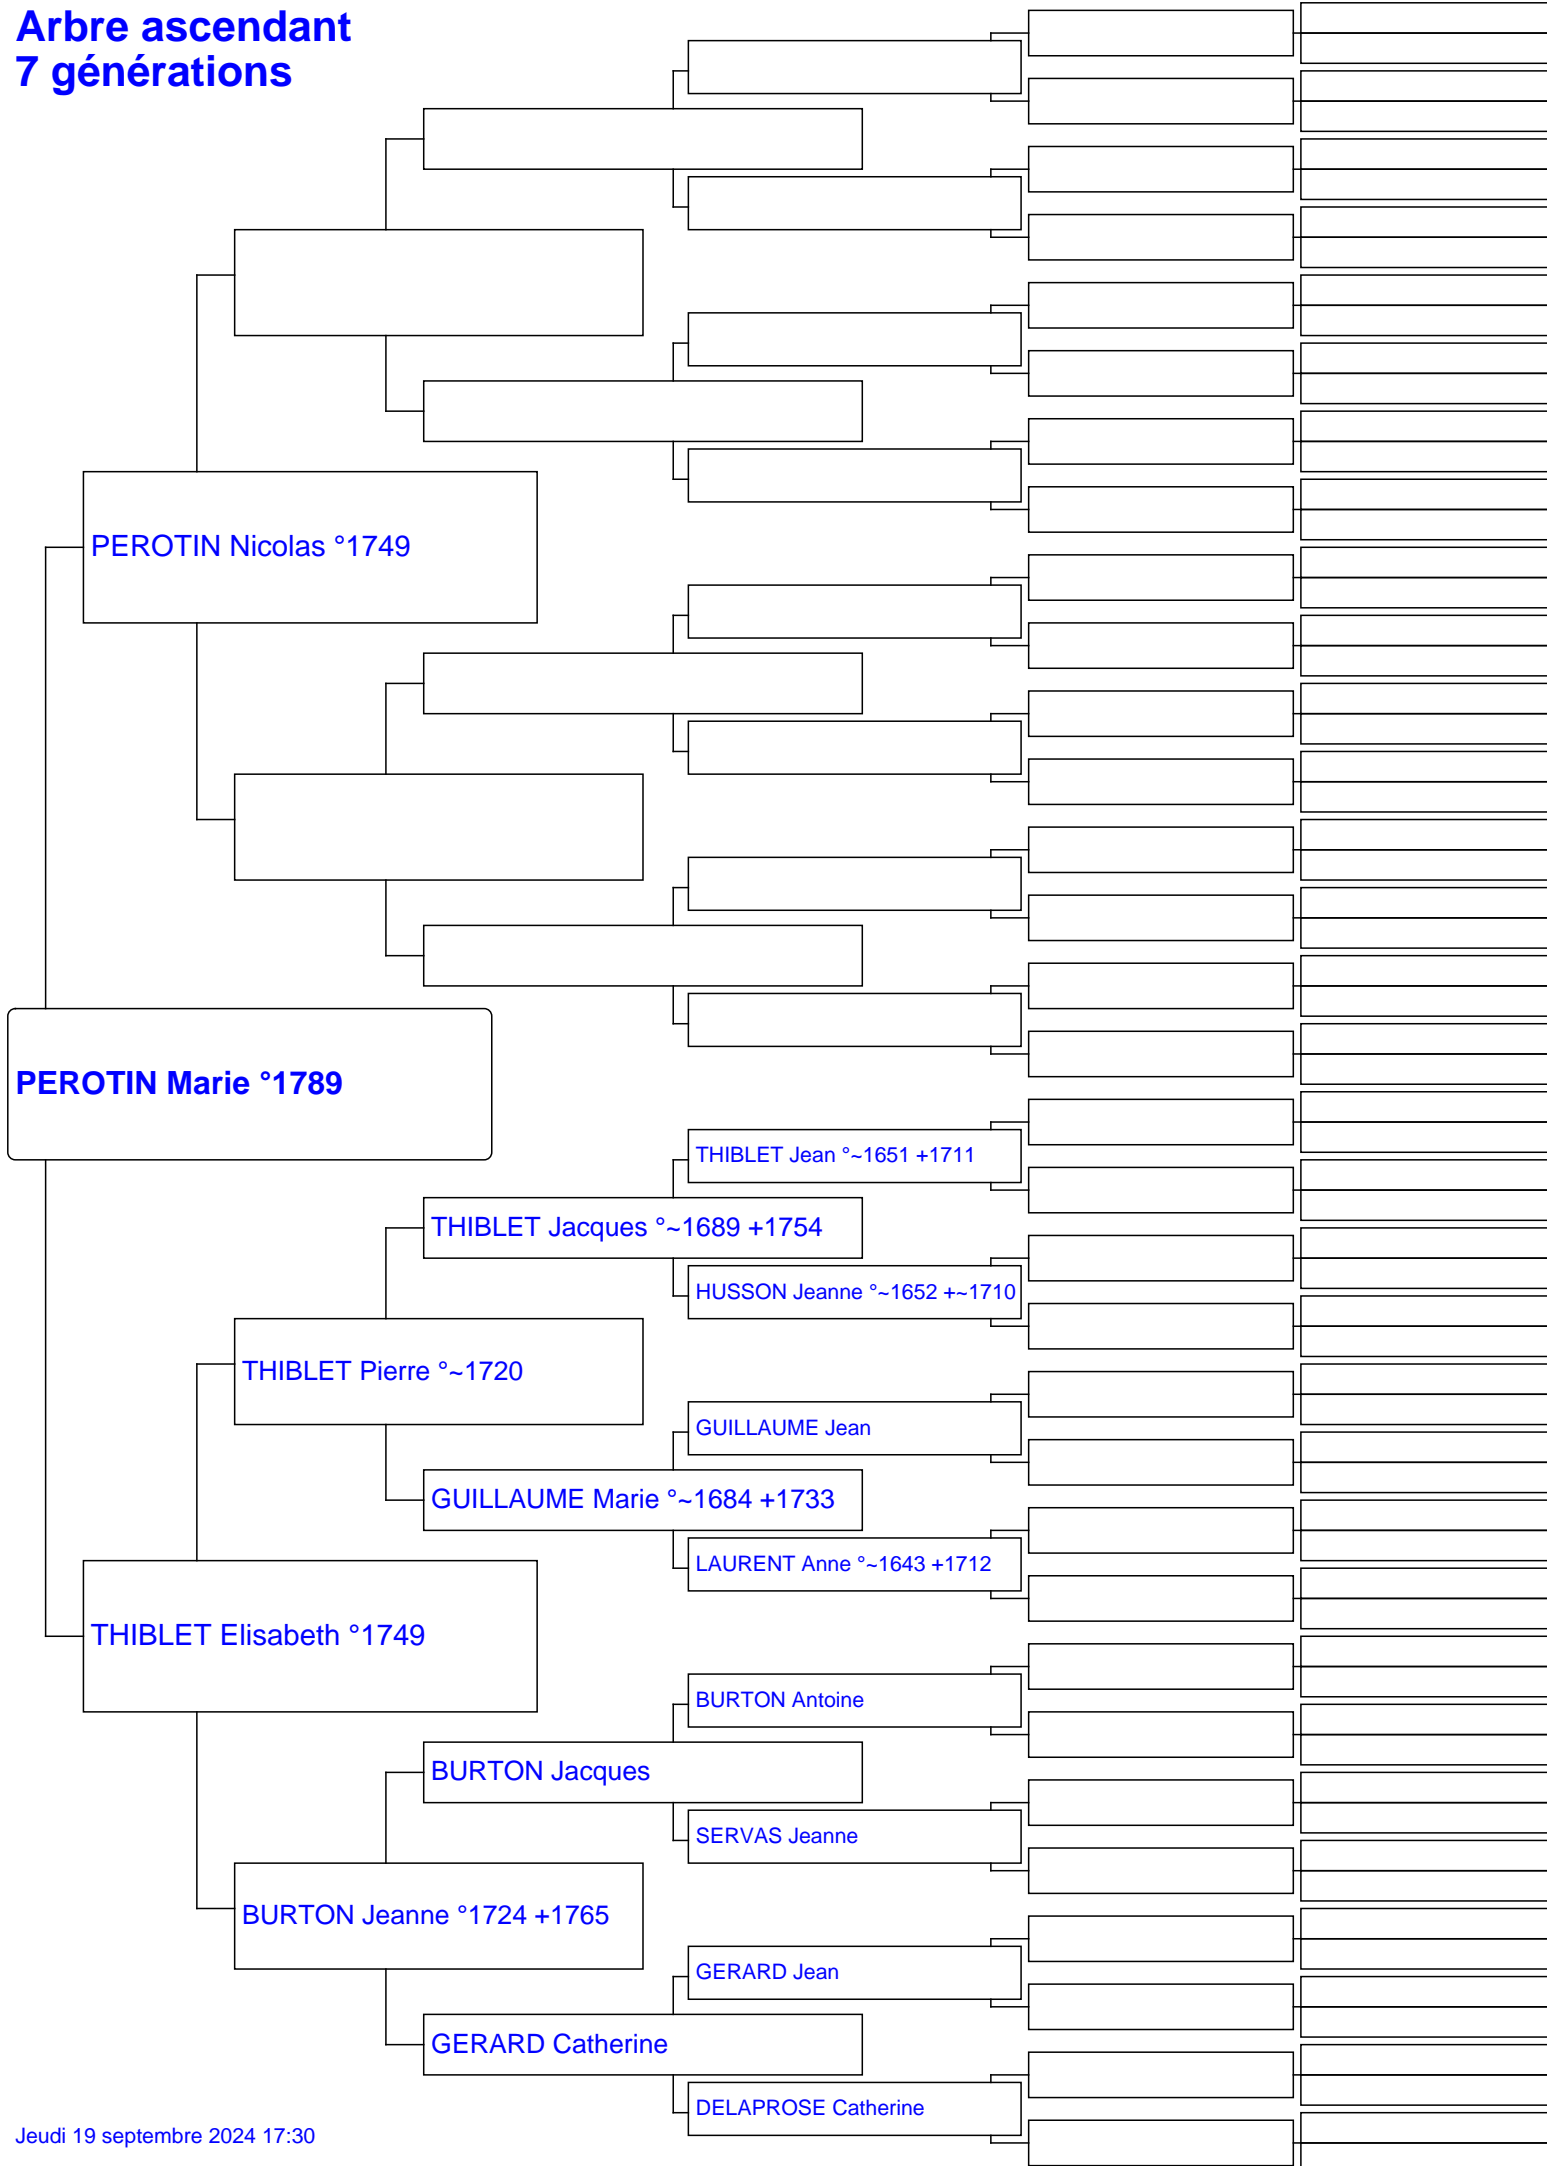 Arbre ascendant
7 générations
PEROTIN Nicolas °1749
PEROTIN Marie °1789
THIBLET Jean °~1651 +1711
THIBLET Jacques °~1689 +1754
HUSSON Jeanne °~1652 +~1710
THIBLET Pierre °~1720
GUILLAUME Jean
GUILLAUME Marie °~1684 +1733
LAURENT Anne °~1643 +1712
THIBLET Elisabeth °1749
BURTON Antoine
BURTON Jacques
SERVAS Jeanne
BURTON Jeanne °1724 +1765
GERARD Jean
GERARD Catherine
DELAPROSE Catherine
Jeudi 19 septembre 2024 17:30